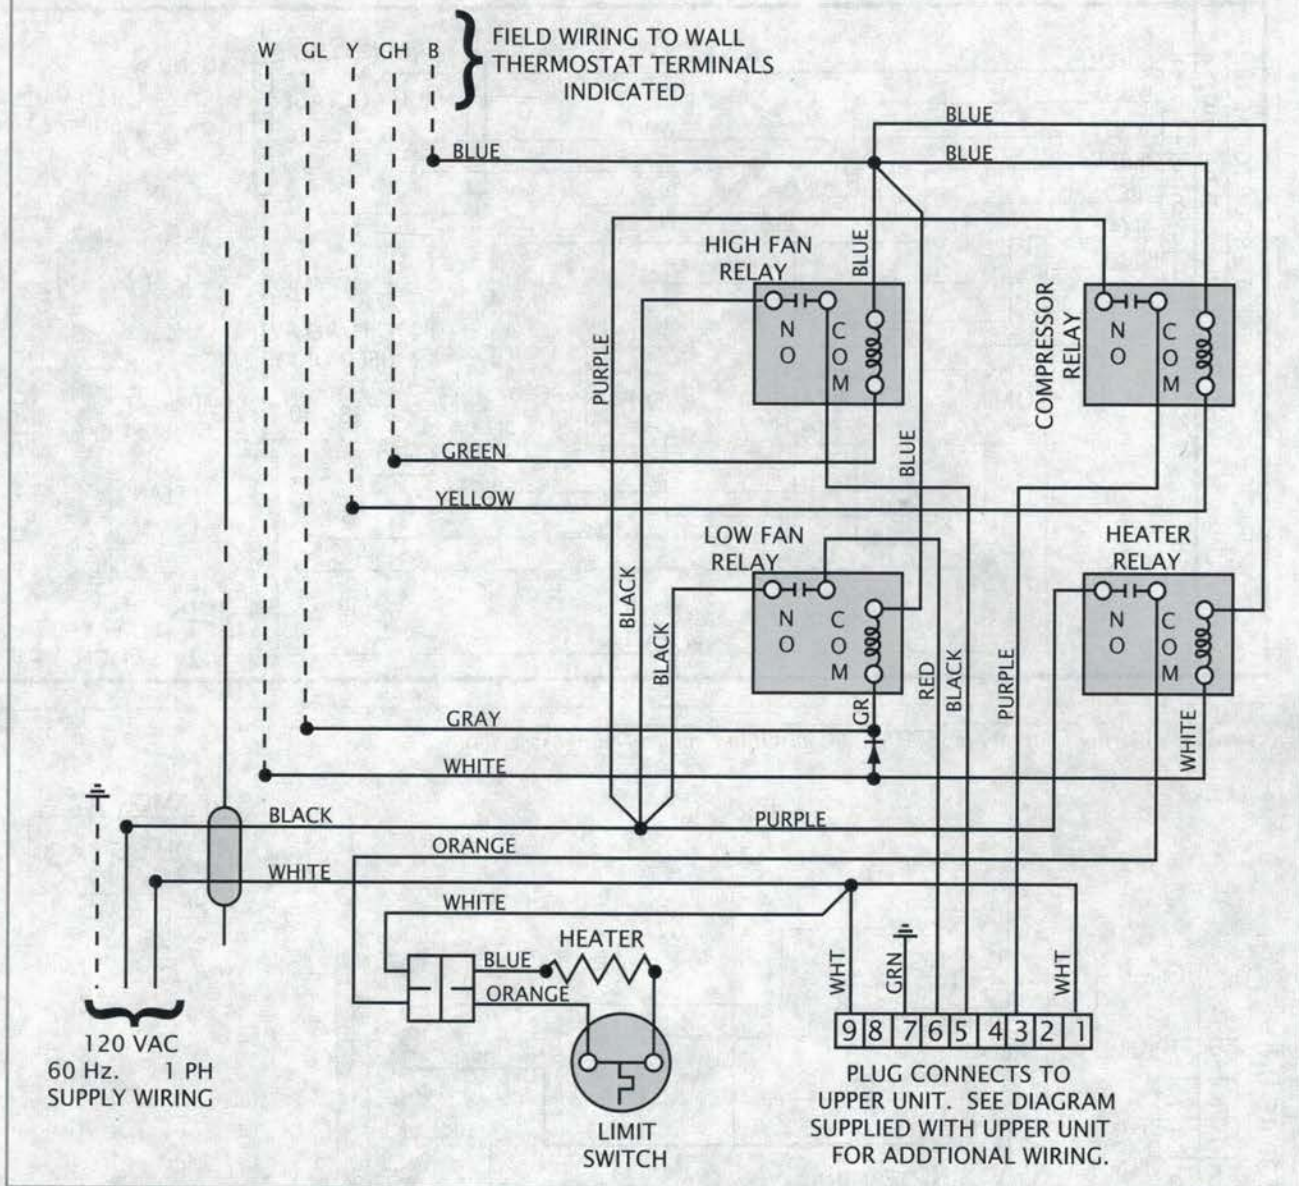 W GL Y GH B
FIELD WIRING TO WALL
THERMOSTAT TERMINALS
INDICATED
BLUE
BLUE
BLUE
HIGH FAN
RELAY
BLUE
N
O
C
O
M
COMPRESSOR
RELAY
N
O
C
O
M
PURPLE
GREEN
BLUE
YELLOW
LOW FAN
RELAY
N
O
C
O
M
HEATER
RELAY
N
O
C
O
M
BLACK
BLACK
RED
BLACK
PURPLE
GR
WHITE
GRAY
WHITE
BLACK
PURPLE
ORANGE
WHITE
WHITE
HEATER
BLUE
ORANGE
WHT
GRN
WHT
9 8 7 6 5 4 3 2 1
120 VAC
60 Hz. 1 PH
SUPPLY WIRING
LIMIT
SWITCH
PLUG CONNECTS TO
UPPER UNIT. SEE DIAGRAM
SUPPLIED WITH UPPER UNIT
FOR ADDTIONAL WIRING.